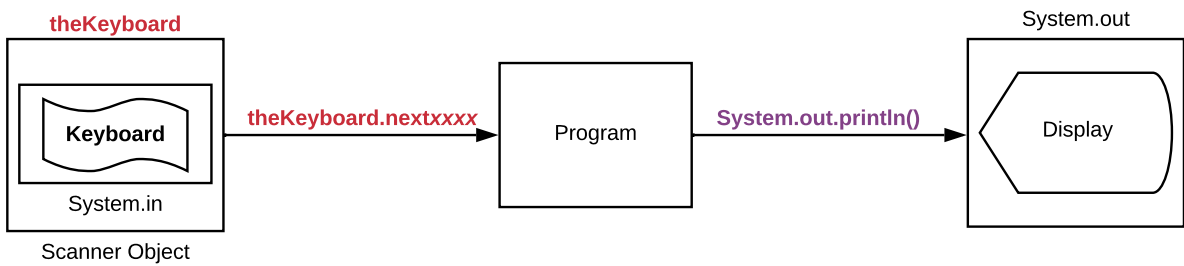 theKeyboard
System.out
theKeyboard.nextxxxx
System.out.println()
Keyboard
Program
Display
System.in
Scanner Object